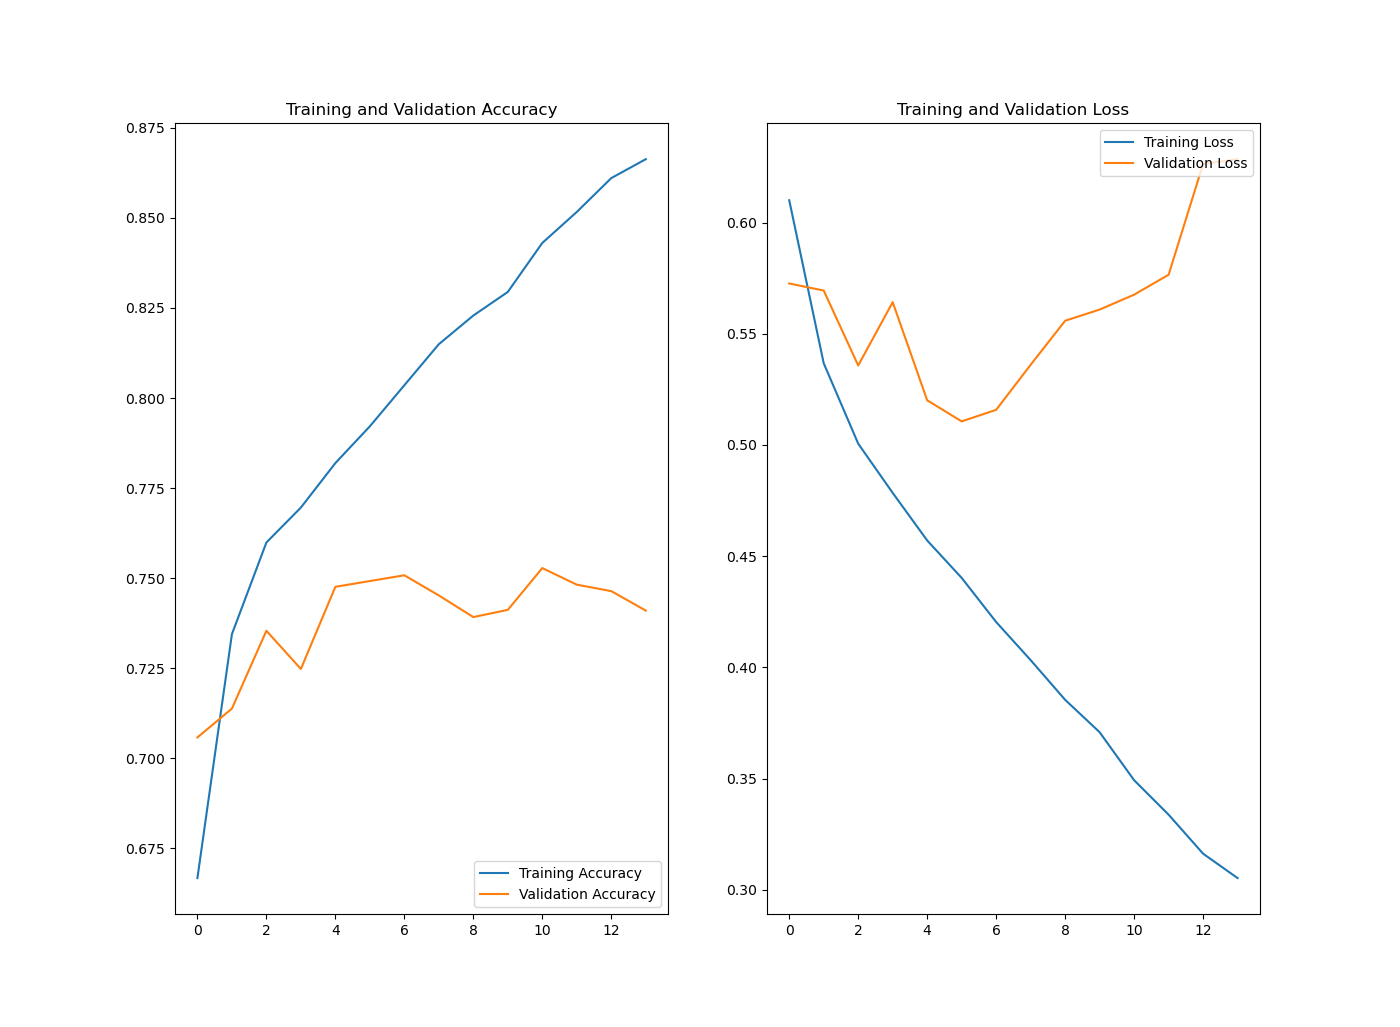 Training and Validation Accuracy
0.875
0.850
0.825
0.800
0.775
0.750
0.725
0.700
0.675
0 2 4 6 8 10 12
Training Accuracy
Validation Accuracy
Training and Validation Loss
0.60
0.55
0.50
0.45
0.40
0.35
0.30
0 2 4 6 8 10 12
Training Loss
Validation Loss